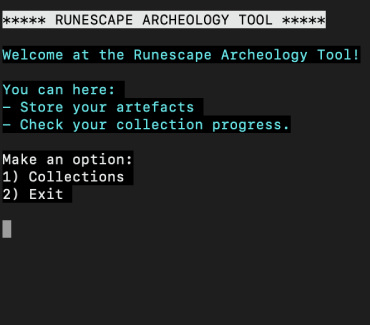 ***** RUNESCAPE ARCHEOLOGY TOOL *****
Welcome at the Runescape Archeology Tool!
You can here:
- Store your artefacts
- Check your collection progress.
Make an option:
1) Collections
2) Exit